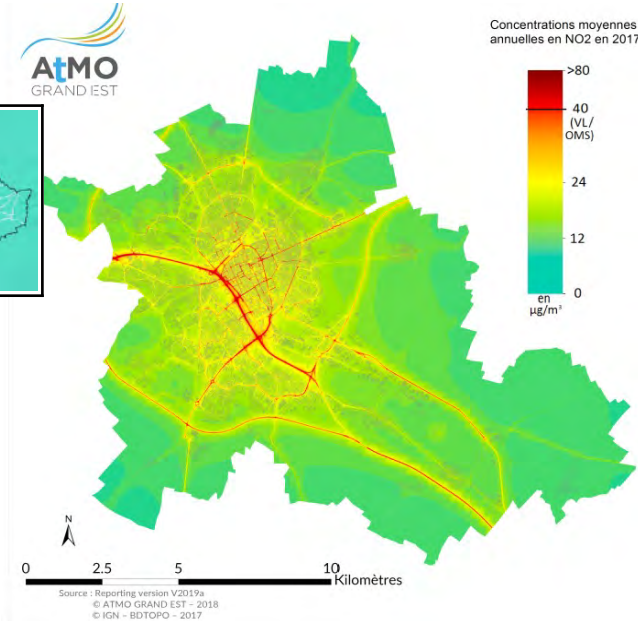 AtMO
GRAND EST
Concentrations moyennes
annuelles en NO2 en 2017
>80
40
(VL/
OMS)
24
12
0
en
µg/m³
N
0 2.5 5 10
Kilomètres
Source : Reporting version V2019a
© ATMO GRAND EST - 2018
© IGN - BDTOPO - 2017